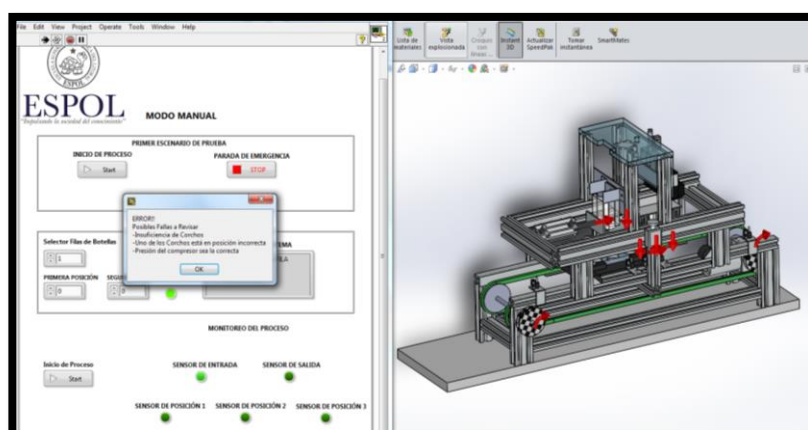 File Edit View Project Operate Tools Window Help
ESPOL
"Impulsando la sociedad del conocimiento"
MODO MANUAL
PRIMER ESCENARIO DE PRUEBA
INICIO DE PROCESO
PARADA DE EMERGENCIA
Start
STOP
ERROR!!
Posibles Fallas a Revisar
-Insuficiencia de Corchos
-Uno de los Corchos está en posición incorrecta
-Presión del compresor sea la correcta
OK
Selector Filas de Botellas
1
PRIMERA POSICIÓN
0
MONITOREO DEL PROCESO
Inicio de Proceso
Start
SENSOR DE ENTRADA
SENSOR DE SALIDA
SENSOR DE POSICIÓN 1
SENSOR DE POSICIÓN 2
SENSOR DE POSICIÓN 3
Lista de materiales
Vista explosionada
Croquis con linear ...
Instant 3D
Actualizar SpeedPak
Tomar instantánea
SmartMates